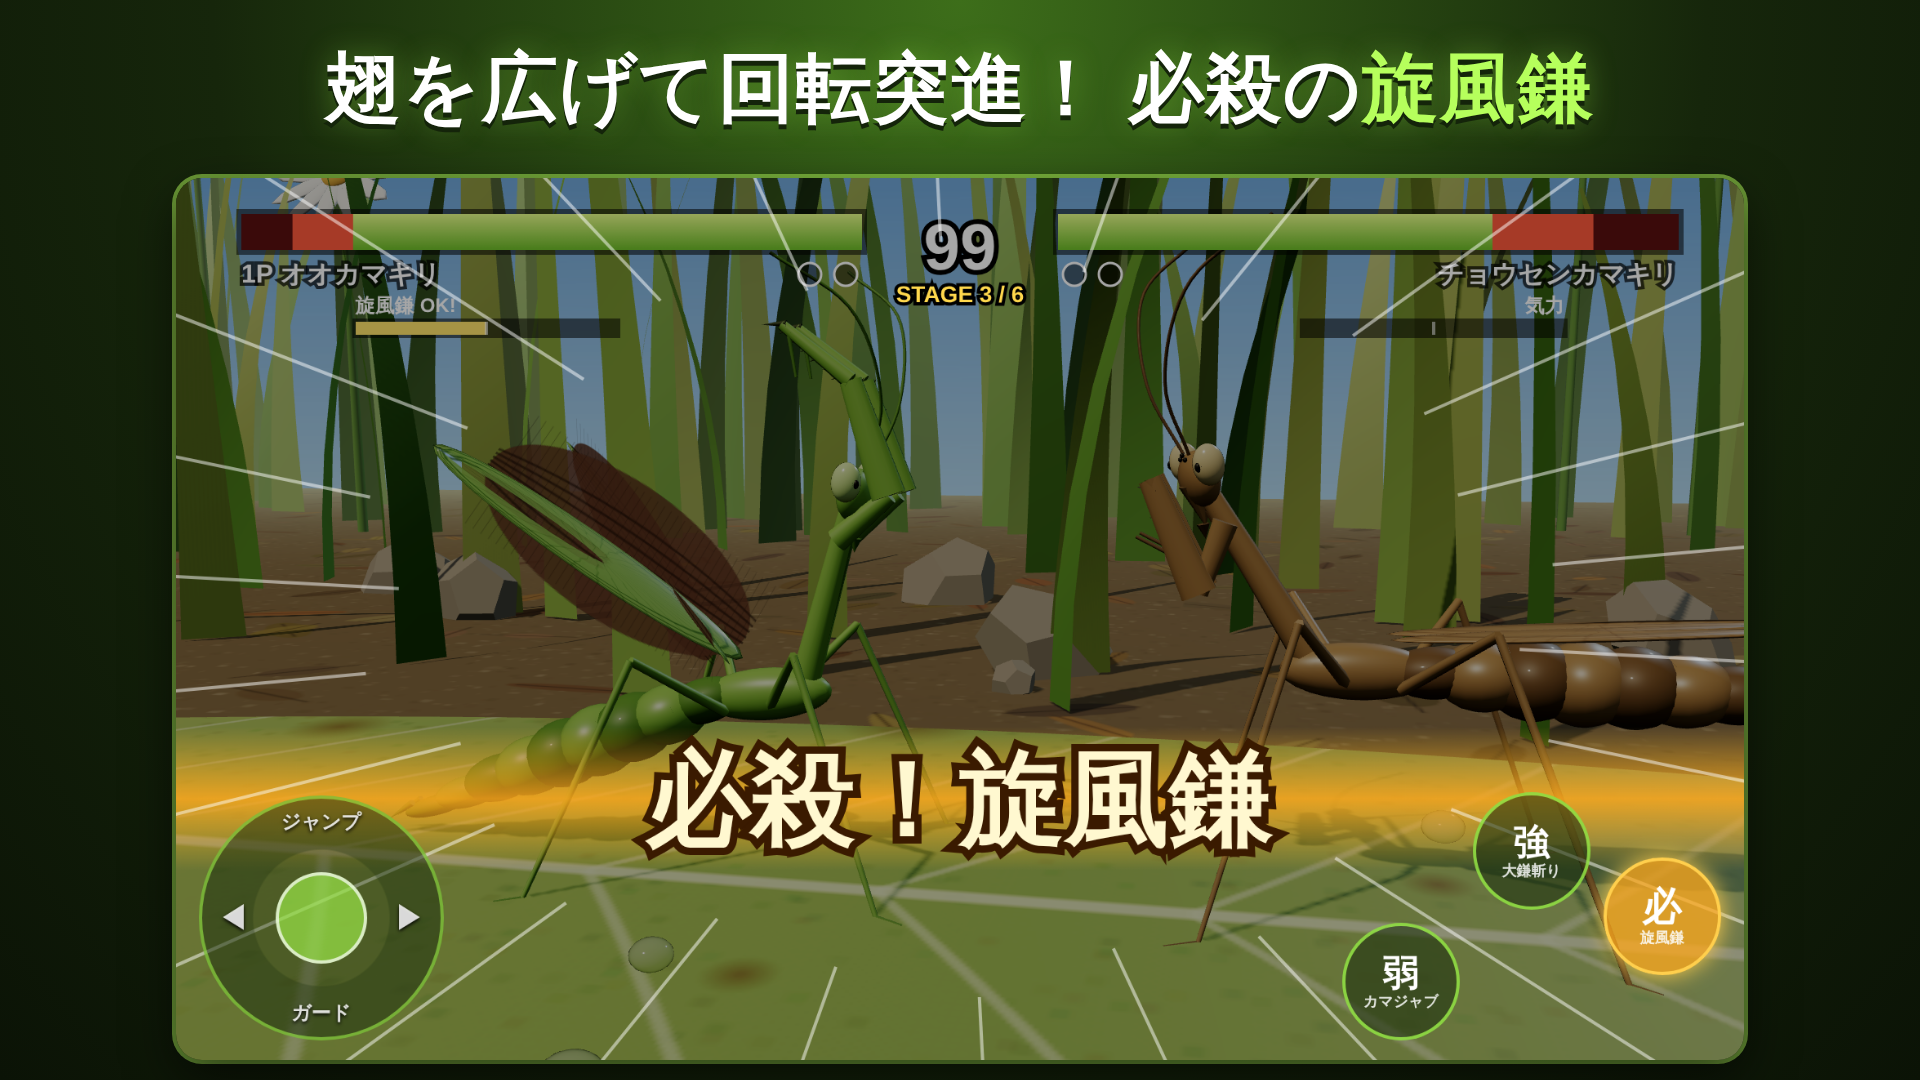 翅を広げて回転突進！ 必殺の旋風鎌
99
STAGE 3 / 6
1P オオカマキリ
旋風鎌 OK!
チョウセンカマキリ
気力
必殺！旋風鎌
ジャンプ
ガード
強
大鎌斬り
必
旋風鎌
弱
カマジャブ